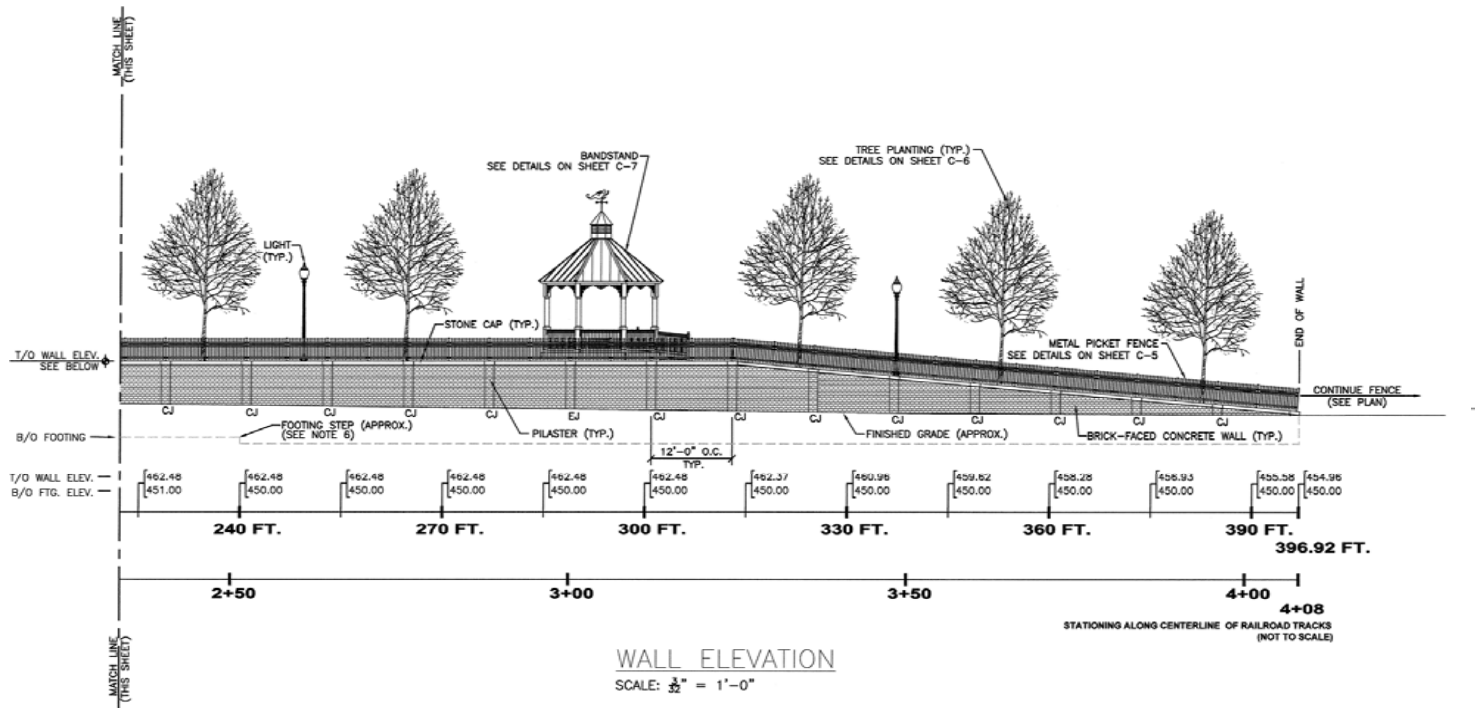 MATCH LINE
(THIS SHEET)
BANDSTAND
SEE DETAILS ON SHEET C-7
TREE PLANTING (TYP.)
SEE DETAILS ON SHEET C-6
LIGHT
(TYP.)
STONE CAP (TYP.)
METAL PICKET FENCE
SEE DETAILS ON SHEET C-5
END OF WALL
T/O WALL ELEV.
SEE BELOW
CONTINUE FENCE
(SEE PLAN)
CJ CJ CJ CJ CJ EJ CJ CJ CJ CJ CJ CJ CJ CJ
FOOTING STEP (APPROX.)
(SEE NOTE 6)
PILASTER (TYP.)
FINISHED GRADE (APPROX.)
BRICK-FACED CONCRETE WALL (TYP.)
B/O FOOTING
12'-0" O.C.
TYP.
T/O WALL ELEV. 462.48 462.48 462.48 462.48 462.48 462.48 462.37 460.96 459.62 458.28 456.93 455.58 454.96
B/O FTG. ELEV. 451.00 450.00 450.00 450.00 450.00 450.00 450.00 450.00 450.00 450.00 450.00 450.00 450.00
240 FT. 270 FT. 300 FT. 330 FT. 360 FT. 390 FT.
396.92 FT.
2+50 3+00 3+50 4+00
4+08
STATIONING ALONG CENTERLINE OF RAILROAD TRACKS
(NOT TO SCALE)
MATCH LINE
(THIS SHEET)
WALL ELEVATION
SCALE: 3/32" = 1'-0"